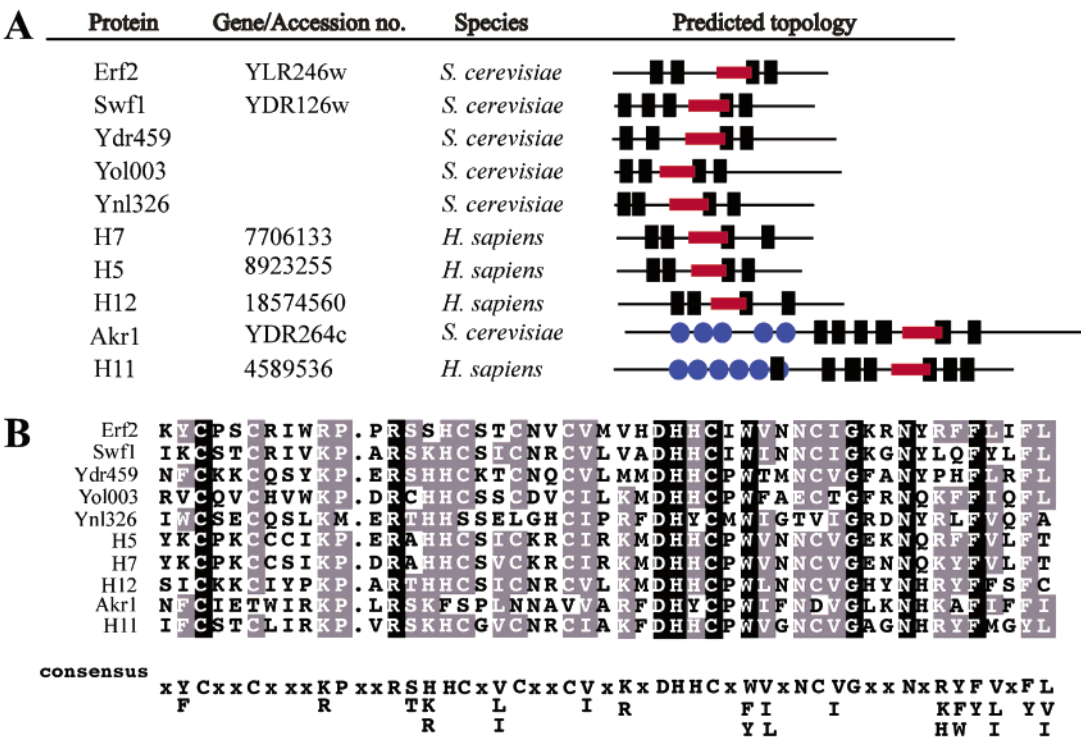 A
Protein Gene/Accession no. Species Predicted topology
Erf2 YLR246w S. cerevisiae
Swf1 YDR126w S. cerevisiae
Ydr459 S. cerevisiae
Yol003 S. cerevisiae
Ynl326 S. cerevisiae
H7 7706133 H. sapiens
H5 8923255 H. sapiens
H12 18574560 H. sapiens
Akr1 YDR264c S. cerevisiae
H11 4589536 H. sapiens
B
Erf2 KYCPSCRIWRP.PRSSHCSTCNVCVMVHDHHCIWVNNCIGKRNYRFFLIFL
Swf1 IKCSTCRIVKP.ARSKHCSICNRCVLVADHHCIWINNCIGKGNYLQFYLFL
Ydr459 NFCKKCQSYKP.ERSHHCKTCNQCVLMMDHHCPWTMNCVGFANYPHFLRFL
Yol003 RVCQVCHVWKP.DRCHHCSSCDVCILKMDHHCPWFAECTGFRNQKFFIQFL
Ynl326 IWCSECQSLKM.ERTHHSSELGHCIPRFDHYCMWIGTVIGRDNYRLFVQFA
H5 YKCPKCCCIKP.ERAHHCSICKRCIRKMDHHCPWVNNCVGEKNQRFFVLFT
H7 YKCPKCCSIKP.DRAHHCSVCKRCIRKMDHHCPWVNNCVGENNQKYFVLFT
H12 SICKKCIYPKP.ARTHHCSICNRCVLKMDHHCPWLNNCVGHYNHRYFFSFC
Akr1 NFCIETWIRKP.LRSKFSPLNNAVVARFDHYCPWIFNDVGLKNHKAFIFFI
H11 IFCSTCLIRKP.VRSKHCGVCNRCIAKFDHHCPWVGNCVGAGNHRYFMGYL
consensus xYCxxCxxxKPxxRSHHCxVCxxCVxKxDHHCxWVxNCVGxxNxRYFVxFL
F R TK L I R FI I KFYL YV
R I YL HW I I